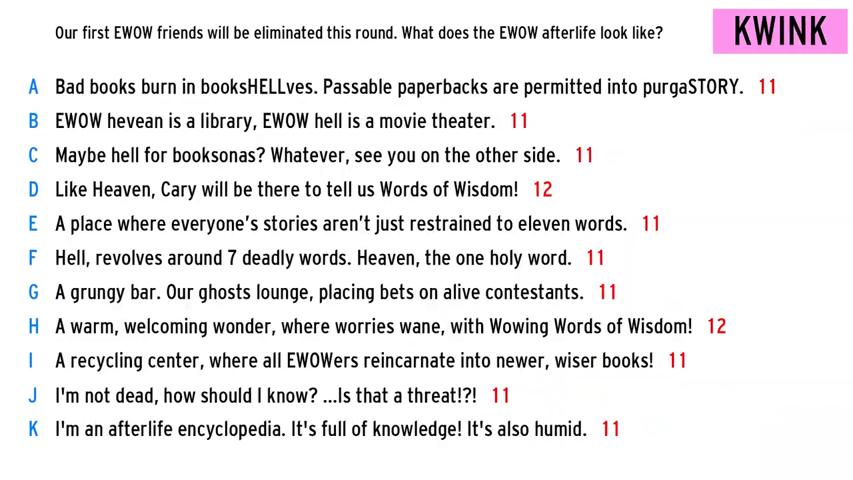 Our first EWOW friends will be eliminated this round. What does the EWOW afterlife look like?
KWINK
A Bad books burn in booksHELLves. Passable paperbacks are permitted into purgaSTORY. 11
B EWOW hevean is a library, EWOW hell is a movie theater. 11
C Maybe hell for booksonas? Whatever, see you on the other side. 11
D Like Heaven, Cary will be there to tell us Words of Wisdom! 12
E A place where everyone's stories aren't just restrained to eleven words. 11
F Hell, revolves around 7 deadly words. Heaven, the one holy word. 11
G A grungy bar. Our ghosts lounge, placing bets on alive contestants. 11
H A warm, welcoming wonder, where worries wane, with Wowing Words of Wisdom! 12
I A recycling center, where all EWOWers reincarnate into newer, wiser books! 11
J I'm not dead, how should I know? ...Is that a threat!?! 11
K I'm an afterlife encyclopedia. It's full of knowledge! It's also humid. 11